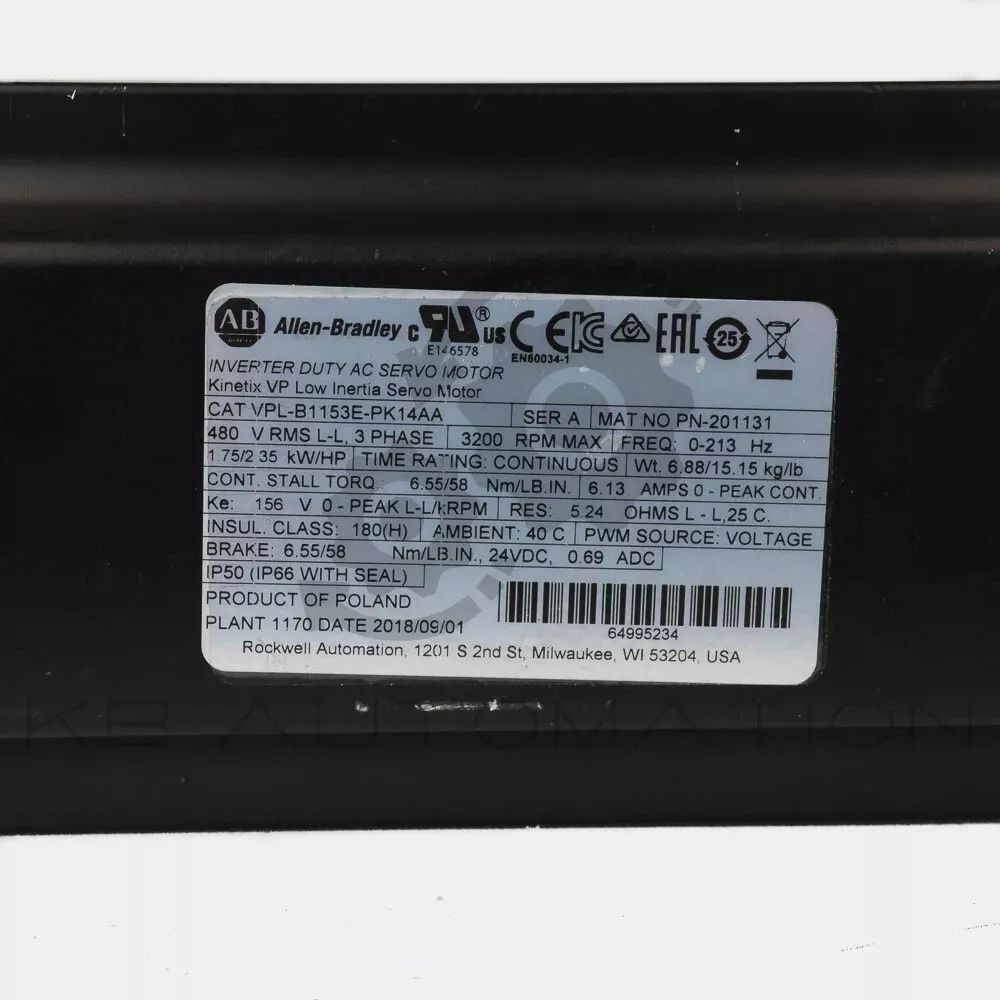 AB Allen-Bradley c RU ® US CE EAC 25
E146578
EN60034-1
INVERTER DUTY AC SERVO MOTOR
Kinetix VP Low Inertia Servo Motor
CAT VPL-B1153E-PK14AA SER A MAT NO PN-201131
480 V RMS L-L, 3 PHASE 3200 RPM MAX FREQ: 0-213 Hz
1.75/2 35 kW/HP TIME RATING: CONTINUOUS Wt. 6.88/15.15 kg/lb
CONT. STALL TORQ. 6.55/58 Nm/LB.IN. 6.13 AMPS 0 - PEAK CONT.
Ke: 156 V 0 - PEAK L-L/kRPM RES: 5.24 OHMS L - L, 25 C.
INSUL. CLASS: 180(H) AMBIENT: 40 C PWM SOURCE: VOLTAGE
BRAKE: 6.55/58 Nm/LB.IN., 24VDC, 0.69 ADC
IP50 (IP66 WITH SEAL)
PRODUCT OF POLAND
PLANT 1170 DATE 2018/09/01
64995234
Rockwell Automation, 1201 S 2nd St, Milwaukee, WI 53204, USA
KB AUTOMATION